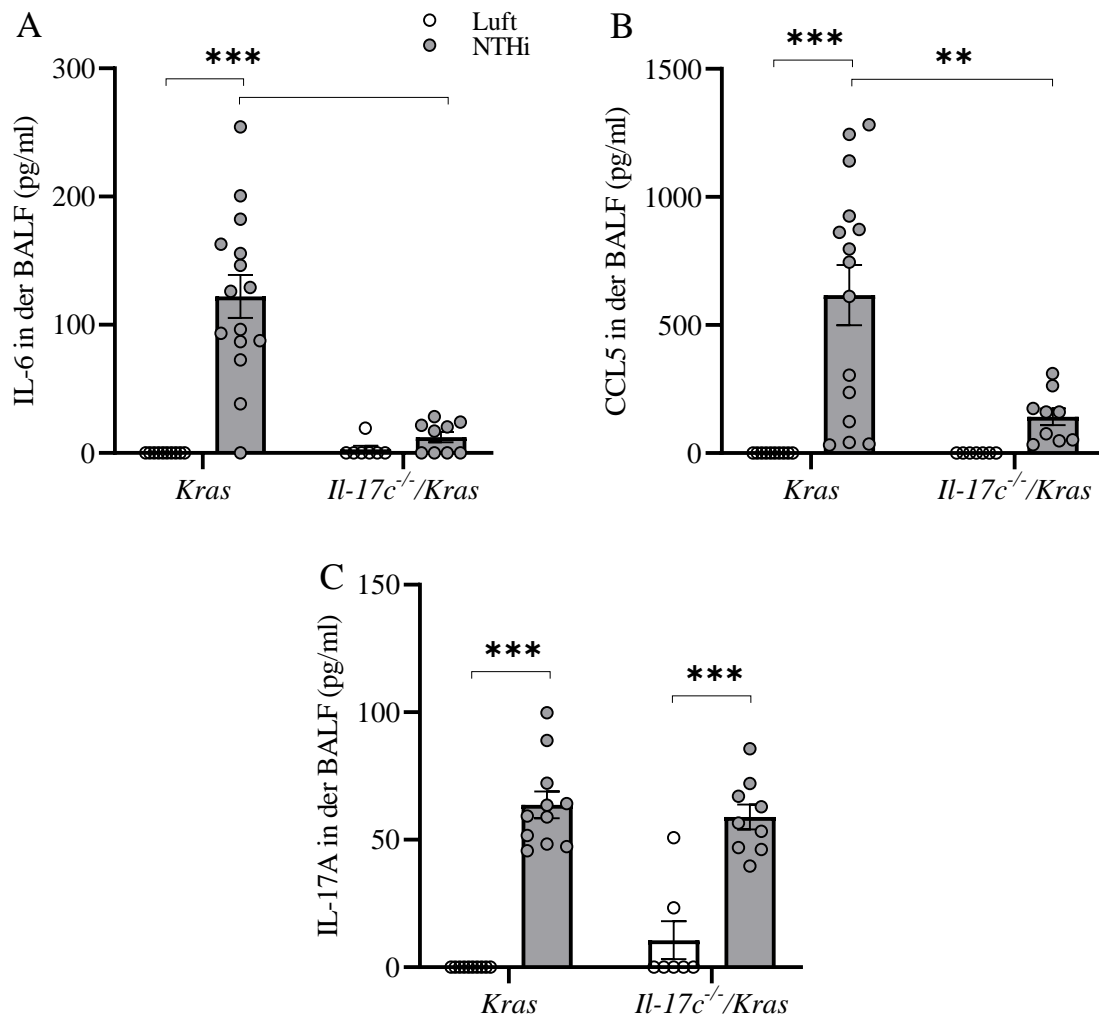 A
Luft
NTHi
B
***
***
**
300
200
100
0
IL-6 in der BALF (pg/ml)
Kras
Il-17c-/-/Kras
1500
1000
500
0
CCL5 in der BALF (pg/ml)
Kras
Il-17c-/-/Kras
C
150
100
50
0
IL-17A in der BALF (pg/ml)
***
***
Kras
Il-17c-/-/Kras